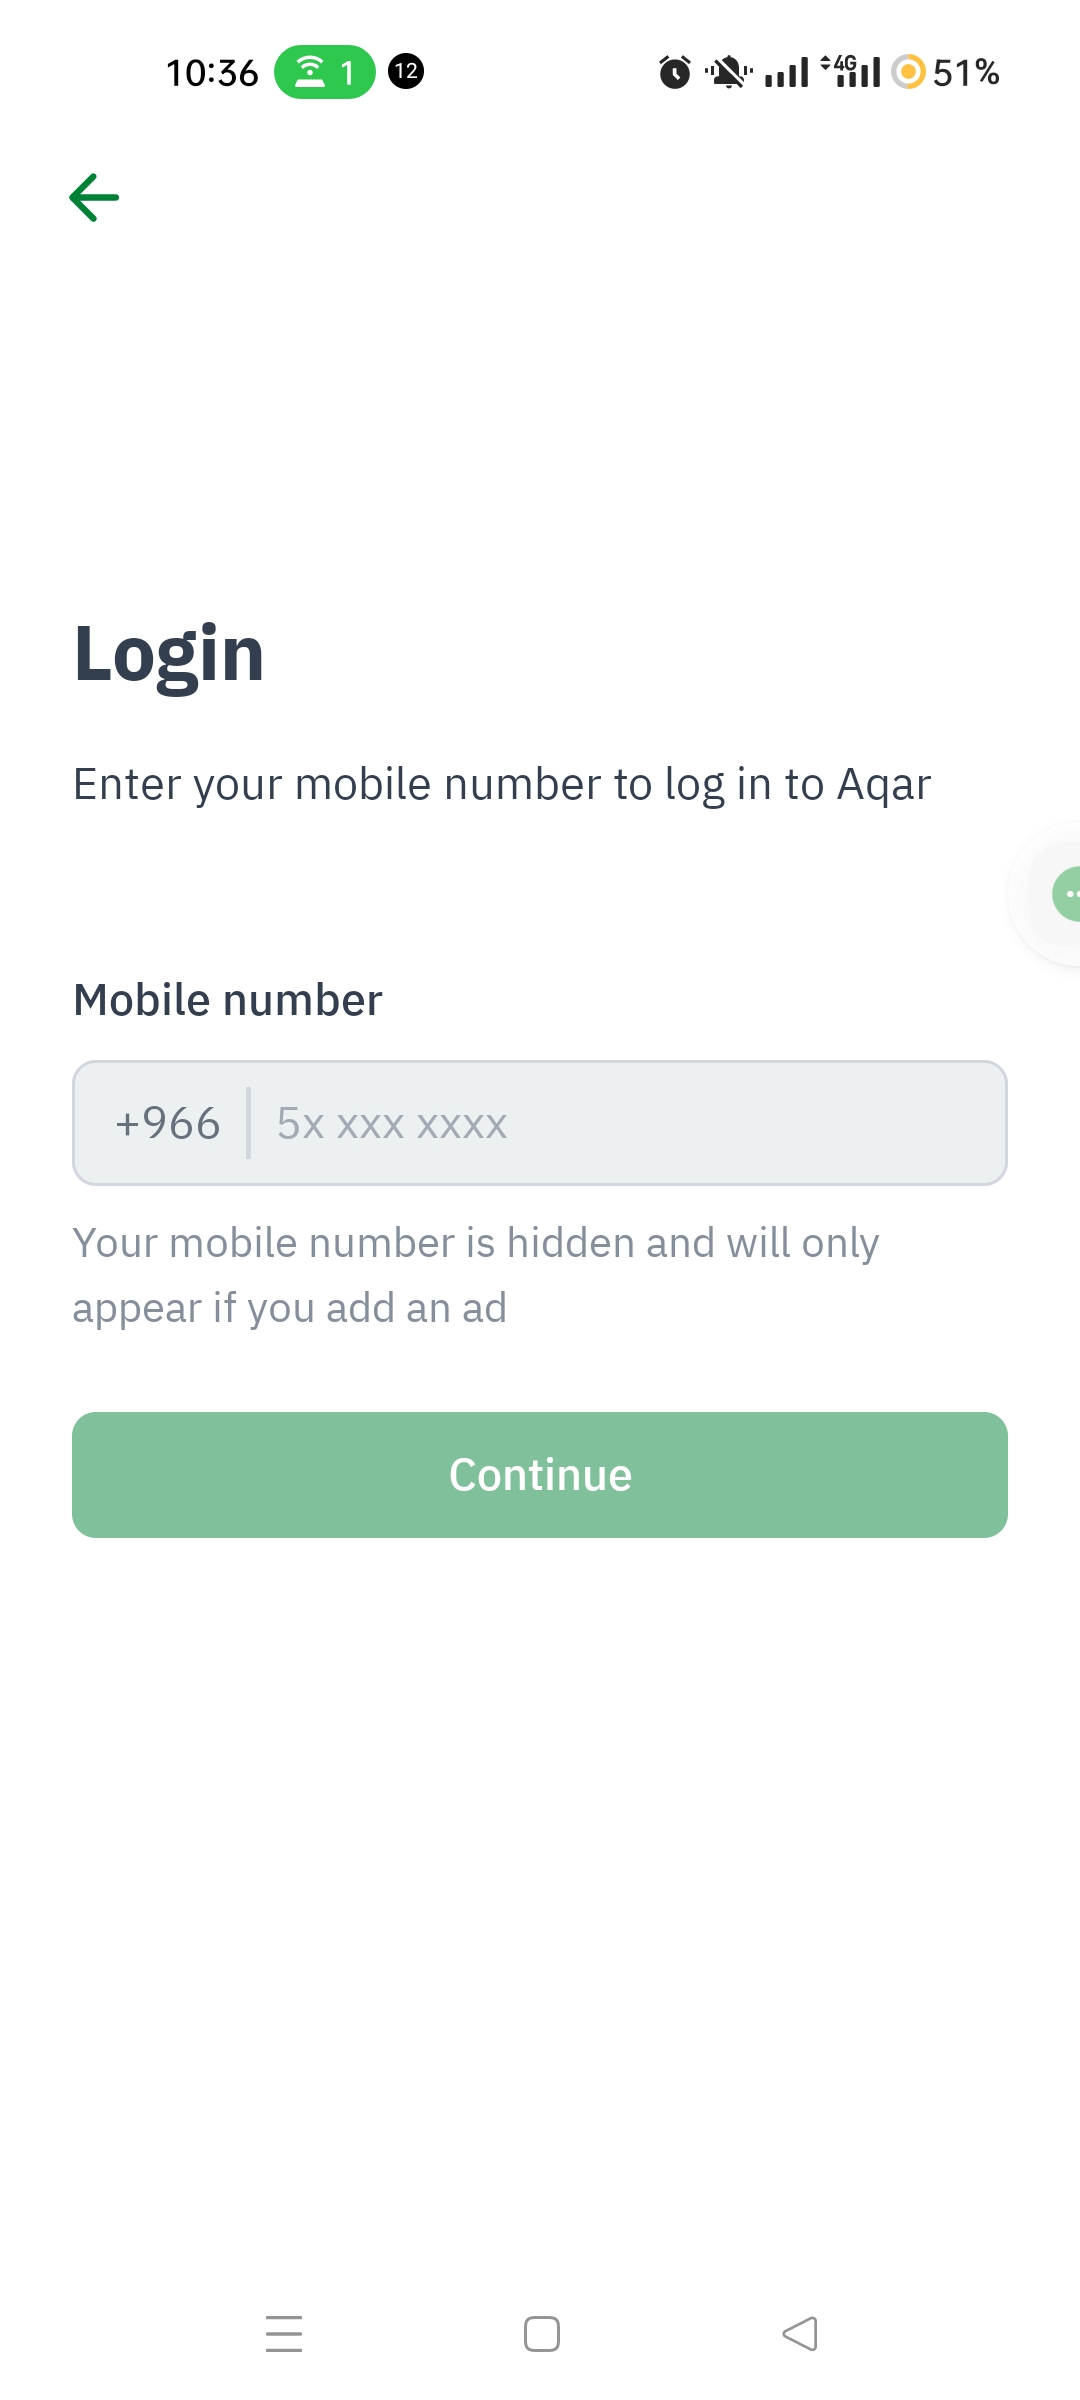 10:36 1 12 4G 51%
Login
Enter your mobile number to log in to Aqar
Mobile number
+966 5x xxx xxxx
Your mobile number is hidden and will only
appear if you add an ad
Continue